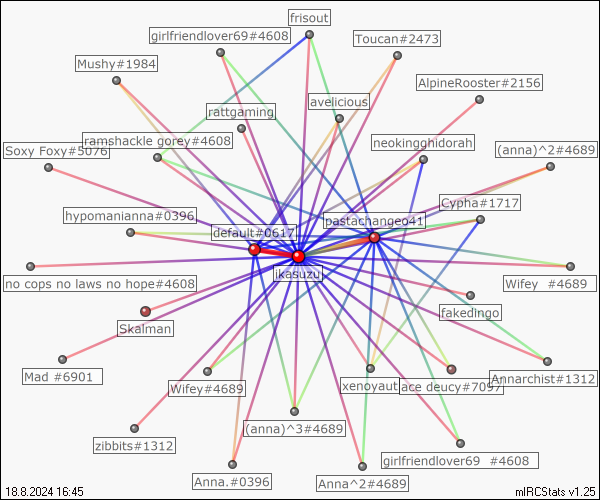 frisout
girlfriendlover69#4608
Toucan#2473
Mushy#1984
AlpineRooster#2156
avelicious
rattgaming
ramshackle gorey#4608
neokingghidorah
Soxy Foxy#5076
(anna)^2#4689
Cypha#1717
hypomanianna#0396
pastachangeo41
default#0617
ikasuzu
no cops no laws no hope#4608
Wifey #4689
fakedingo
Skalman
Mad #6901
Wifey#4689
ace deucy#7097
Annarchist#1312
(anna)^3#4689
zibbits#1312
girlfriendlover69 #4608
Anna.#0396
Anna^2#4689
18.8.2024 16:45
mIRCStats v1.25